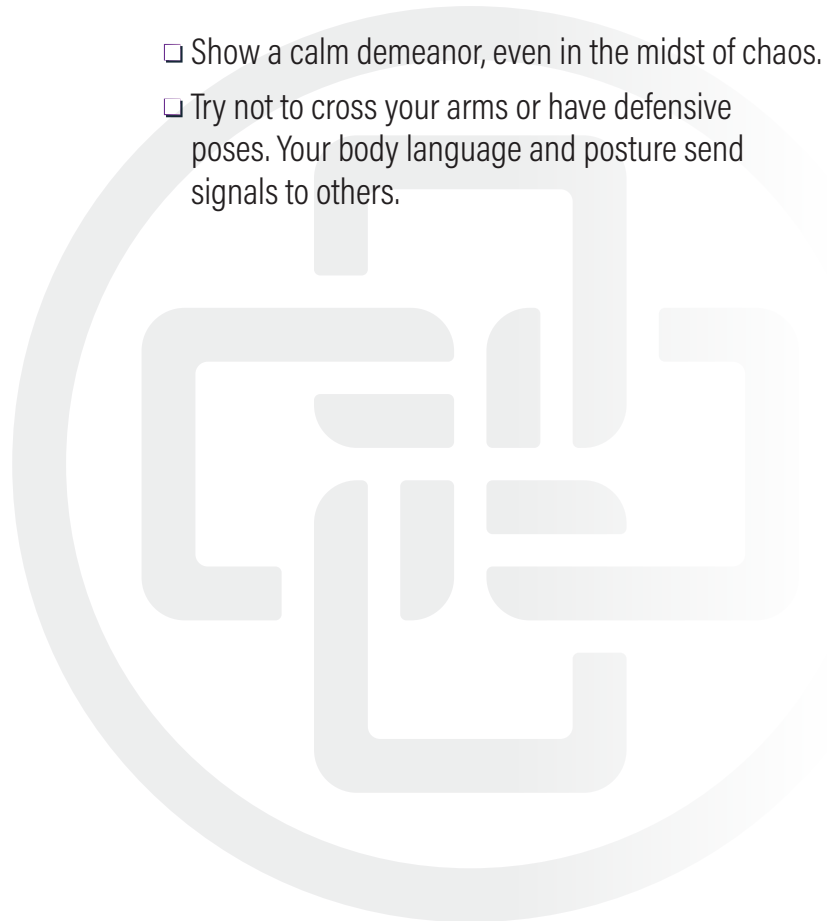 ❏ Show a calm demeanor, even in the midst of chaos.
❏ Try not to cross your arms or have defensive
poses. Your body language and posture send
signals to others.